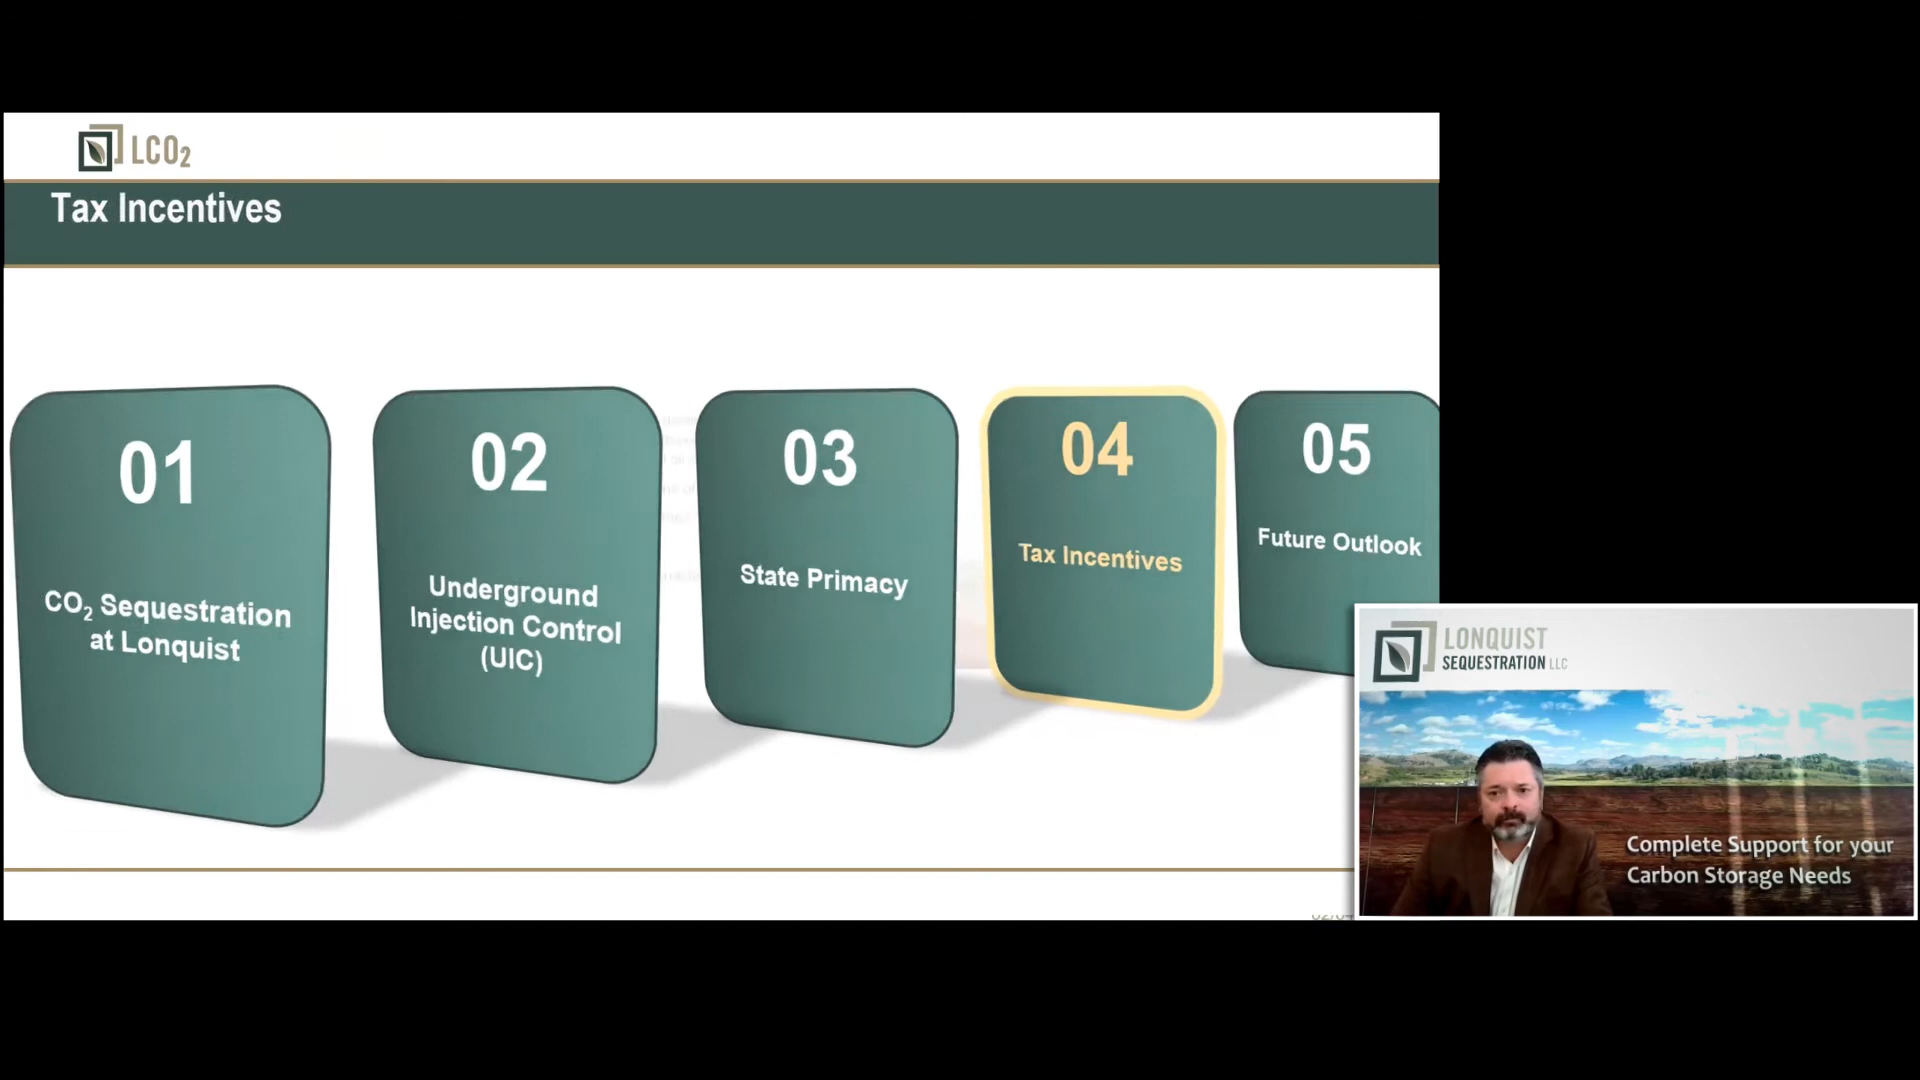 LCO2
Tax Incentives
01
CO2 Sequestration
at Lonquist
02
Underground
Injection Control
(UIC)
03
State Primacy
04
Tax Incentives
05
Future Outlook
LONQUIST
SEQUESTRATION LLC
Complete Support for your
Carbon Storage Needs